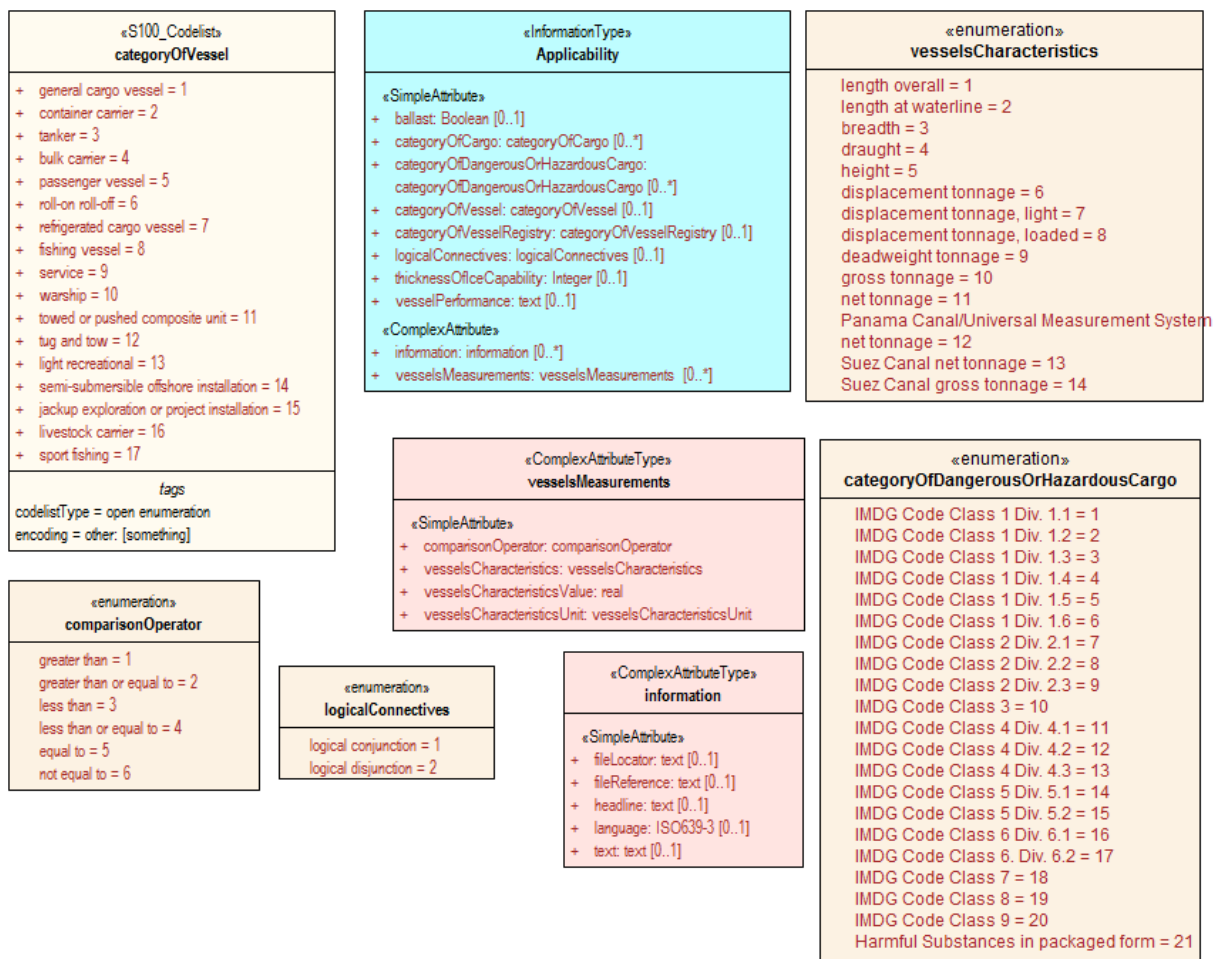 «S100_Codelist»
categoryOfVessel
+ general cargo vessel = 1
+ container carrier = 2
+ tanker = 3
+ bulk carrier = 4
+ passenger vessel = 5
+ roll-on roll-off = 6
+ refrigerated cargo vessel = 7
+ fishing vessel = 8
+ service = 9
+ warship = 10
+ towed or pushed composite unit = 11
+ tug and tow = 12
+ light recreational = 13
+ semi-submersible offshore installation = 14
+ jackup exploration or project installation = 15
+ livestock carrier = 16
+ sport fishing = 17
tags
codelistType = open enumeration
encoding = other: [something]
«InformationType»
Applicability
«SimpleAttribute»
+ ballast: Boolean [0..1]
+ categoryOfCargo: categoryOfCargo [0..*]
+ categoryOfDangerousOrHazardousCargo:
categoryOfDangerousOrHazardousCargo [0..*]
+ categoryOfVessel: categoryOfVessel [0..1]
+ categoryOfVesselRegistry: categoryOfVesselRegistry [0..1]
+ logicalConnectives: logicalConnectives [0..1]
+ thicknessOfIceCapability: Integer [0..1]
+ vesselPerformance: text [0..1]
«ComplexAttribute»
+ information: information [0..*]
+ vesselsMeasurements: vesselsMeasurements [0..*]
«enumeration»
vesselsCharacteristics
length overall = 1
length at waterline = 2
breadth = 3
draught = 4
height = 5
displacement tonnage = 6
displacement tonnage, light = 7
displacement tonnage, loaded = 8
deadweight tonnage = 9
gross tonnage = 10
net tonnage = 11
Panama Canal/Universal Measurement System
net tonnage = 12
Suez Canal net tonnage = 13
Suez Canal gross tonnage = 14
«ComplexAttributeType»
vesselsMeasurements
«SimpleAttribute»
+ comparisonOperator: comparisonOperator
+ vesselsCharacteristics: vesselsCharacteristics
+ vesselsCharacteristicsValue: real
+ vesselsCharacteristicsUnit: vesselsCharacteristicsUnit
«enumeration»
categoryOfDangerousOrHazardousCargo
IMDG Code Class 1 Div. 1.1 = 1
IMDG Code Class 1 Div. 1.2 = 2
IMDG Code Class 1 Div. 1.3 = 3
IMDG Code Class 1 Div. 1.4 = 4
IMDG Code Class 1 Div. 1.5 = 5
IMDG Code Class 1 Div. 1.6 = 6
IMDG Code Class 2 Div. 2.1 = 7
IMDG Code Class 2 Div. 2.2 = 8
IMDG Code Class 2 Div. 2.3 = 9
IMDG Code Class 3 = 10
IMDG Code Class 4 Div. 4.1 = 11
IMDG Code Class 4 Div. 4.2 = 12
IMDG Code Class 4 Div. 4.3 = 13
IMDG Code Class 5 Div. 5.1 = 14
IMDG Code Class 5 Div. 5.2 = 15
IMDG Code Class 6 Div. 6.1 = 16
IMDG Code Class 6. Div. 6.2 = 17
IMDG Code Class 7 = 18
IMDG Code Class 8 = 19
IMDG Code Class 9 = 20
Harmful Substances in packaged form = 21
«enumeration»
comparisonOperator
greater than = 1
greater than or equal to = 2
less than = 3
less than or equal to = 4
equal to = 5
not equal to = 6
«enumeration»
logicalConnectives
logical conjunction = 1
logical disjunction = 2
«ComplexAttributeType»
information
«SimpleAttribute»
+ fileLocator: text [0..1]
+ fileReference: text [0..1]
+ headline: text [0..1]
+ language: ISO639-3 [0..1]
+ text: text [0..1]